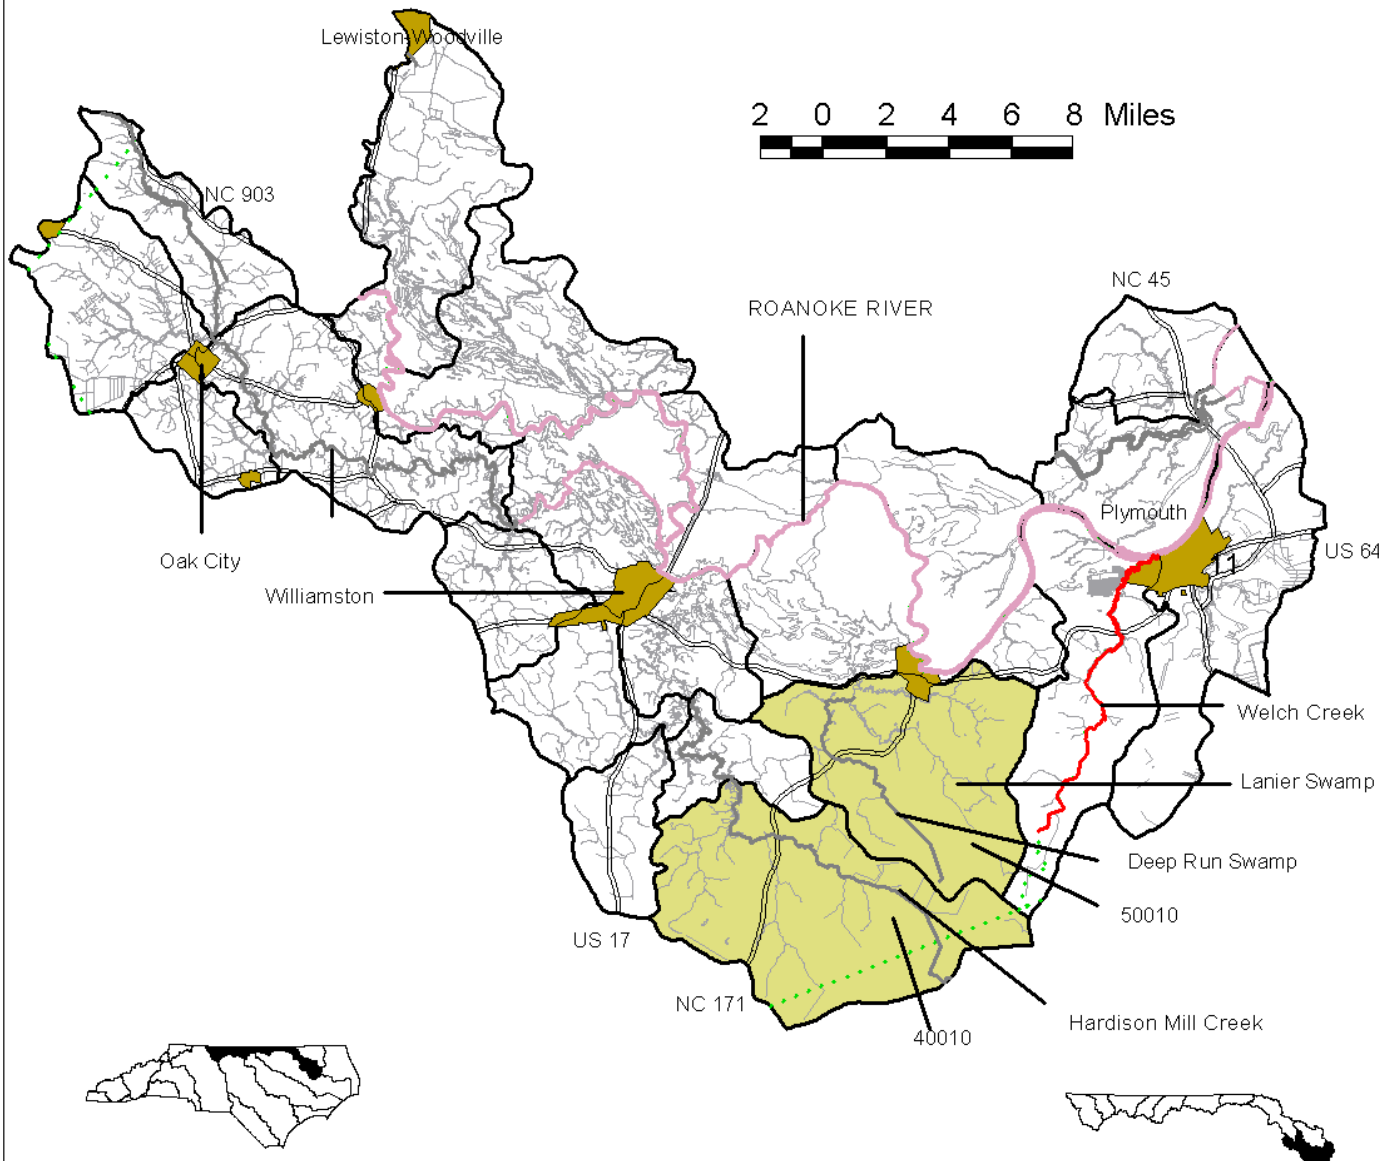 Lewiston-Woodville
2 0 2 4 6 8 Miles
NC 903
NC 45
ROANOKE RIVER
Plymouth
US 64
Oak City
Williamston
Welch Creek
Lanier Swamp
Deep Run Swamp
50010
US 17
NC 171
Hardison Mill Creek
40010